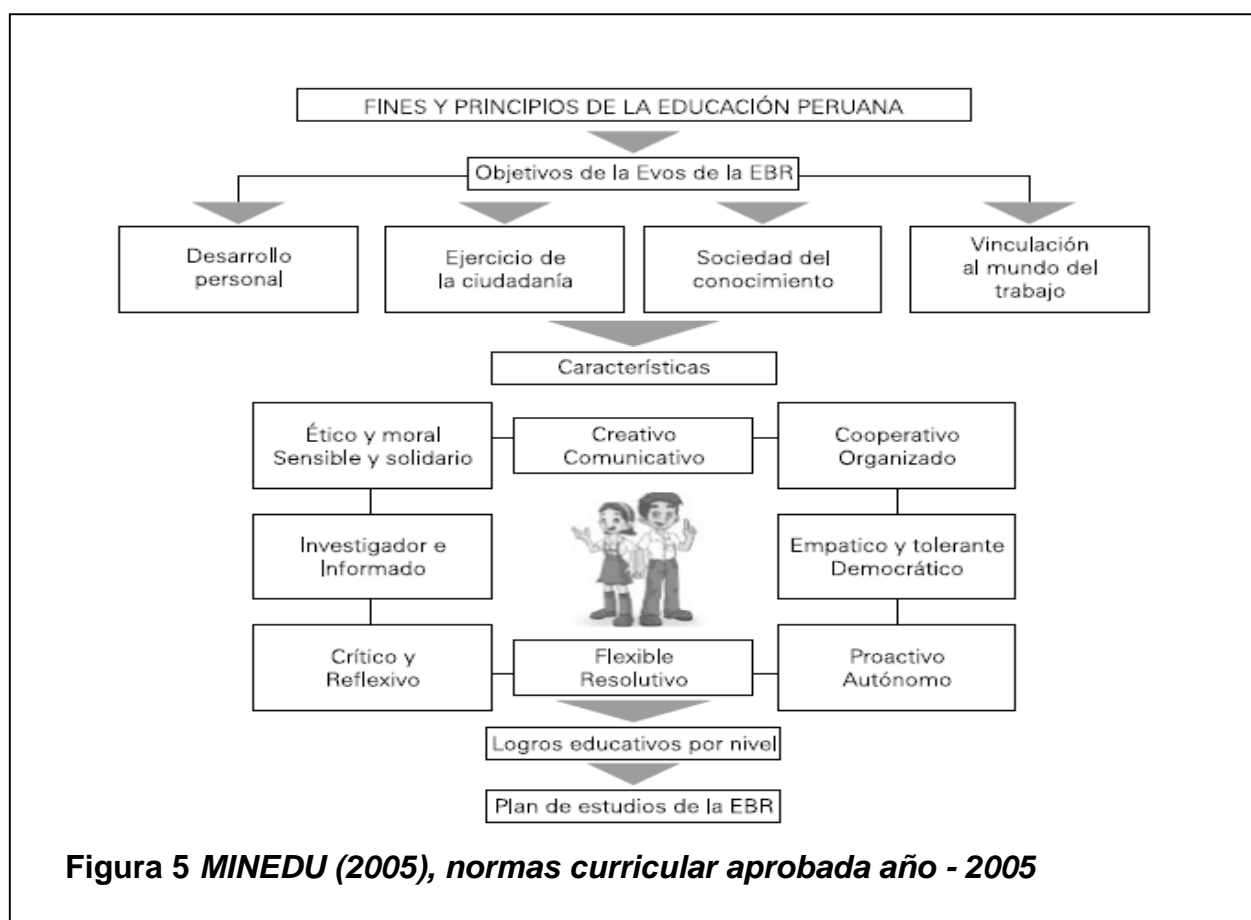 FINES Y PRINCIPIOS DE LA EDUCACIÓN PERUANA
Objetivos de la Evos de la EBR
Desarrollo
personal
Ejercicio de
la ciudadanía
Sociedad del
conocimiento
Vinculación
al mundo del
trabajo
Características
Ético y moral
Sensible y solidario
Creativo
Comunicativo
Cooperativo
Organizado
Investigador e
Informado
Empatico y tolerante
Democrático
Crítico y
Reflexivo
Flexible
Resolutivo
Proactivo
Autónomo
Logros educativos por nivel
Plan de estudios de la EBR
Figura 5 MINEDU (2005), normas curricular aprobada año - 2005